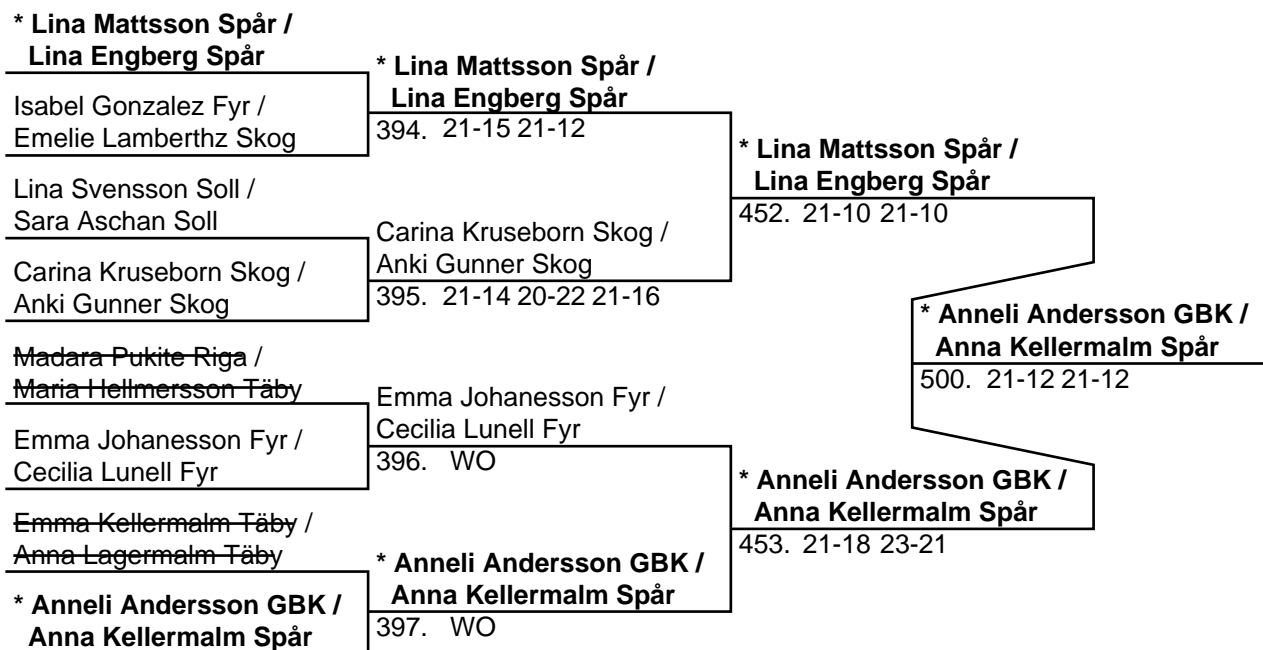 * Lina Mattsson Spår /
Lina Engberg Spår
Isabel Gonzalez Fyr /
Emelie Lamberthz Skog
Lina Svensson Soll /
Sara Aschan Soll
Carina Kruseborn Skog /
Anki Gunner Skog
Madara Pukite Riga /
Maria Hellmersson Täby
Emma Johanesson Fyr /
Cecilia Lunell Fyr
Emma Kellermalm Täby /
Anna Lagermalm Täby
* Anneli Andersson GBK /
Anna Kellermalm Spår
* Lina Mattsson Spår /
Lina Engberg Spår
394. 21-15 21-12
Carina Kruseborn Skog /
Anki Gunner Skog
395. 21-14 20-22 21-16
Emma Johanesson Fyr /
Cecilia Lunell Fyr
396. WO
* Anneli Andersson GBK /
Anna Kellermalm Spår
397. WO
* Lina Mattsson Spår /
Lina Engberg Spår
452. 21-10 21-10
* Anneli Andersson GBK /
Anna Kellermalm Spår
453. 21-18 23-21
* Anneli Andersson GBK /
Anna Kellermalm Spår
500. 21-12 21-12